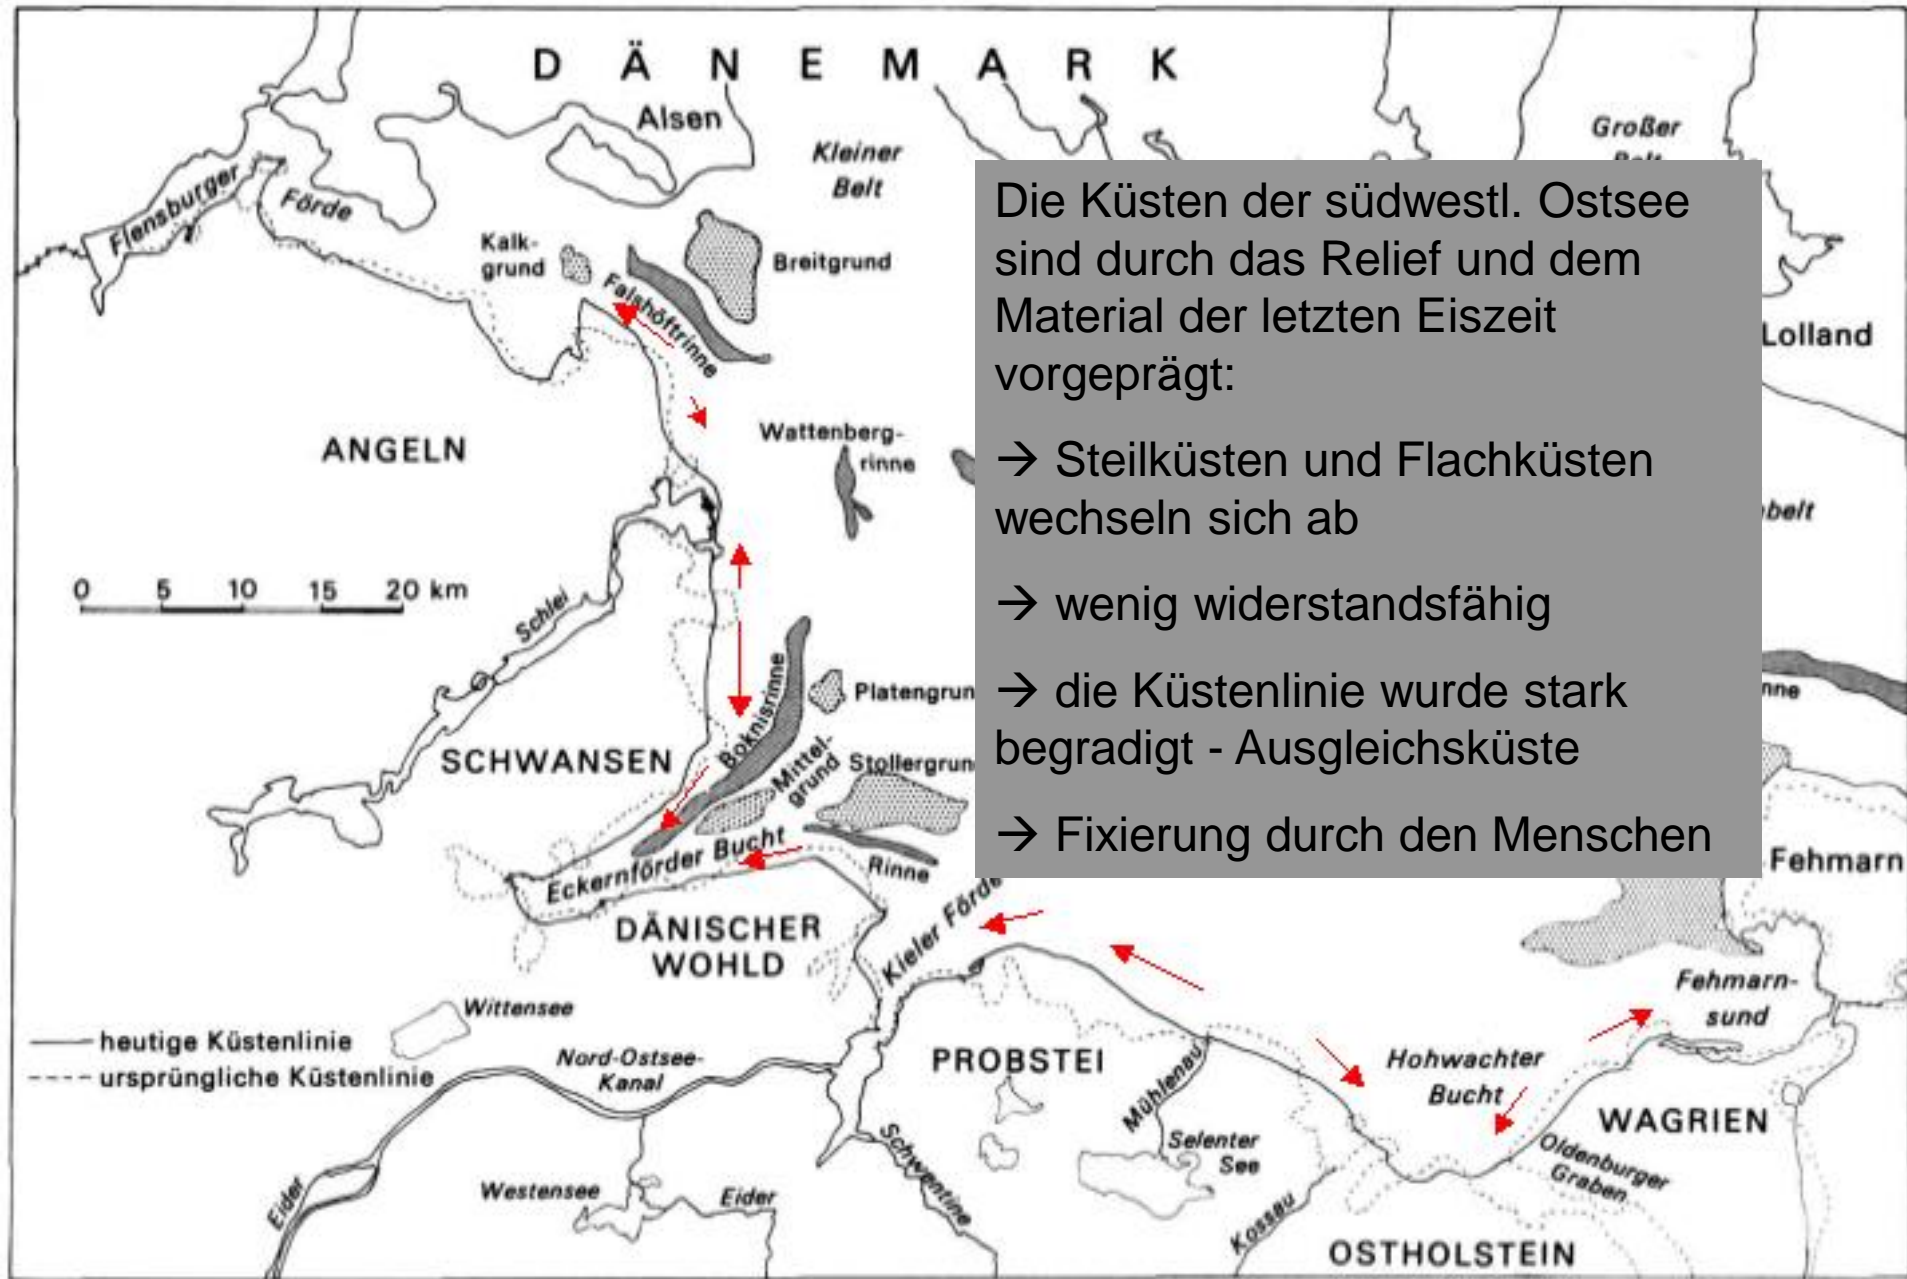 D Ä N E M A R K
Alsen
Kleiner
Belt
Großer
Flensburger
Förde
Kalk-
grund
Breitgrund
Falshöftrinne
Lolland
ANGELN
Wattenberg-
rinne
0 5 10 15 20 km
Schlei
Boknisrinne
SCHWANSEN
Mittel-
grund
Stollergrun
Platengrun
Eckernförder Bucht
Rinne
DÄNISCHER
WOHLD
Kieler Förde
Fehmarn
Fehmarn-
sund
Wittensee
heutige Küstenlinie
ursprüngliche Küstenlinie
Nord-Ostsee-
Kanal
PROBSTEI
Mühlenau
Hohwachter
Bucht
WAGRIEN
Selenter
See
Oldenburger
Graben
Schwentine
Westensee
Eider
Eider
Kossau
OSTHOLSTEIN
Die Küsten der südwestl. Ostsee
sind durch das Relief und dem
Material der letzten Eiszeit
vorgeprägt:
→ Steilküsten und Flachküsten
wechseln sich ab
→ wenig widerstandsfähig
→ die Küstenlinie wurde stark
begradigt - Ausgleichsküste
→ Fixierung durch den Menschen